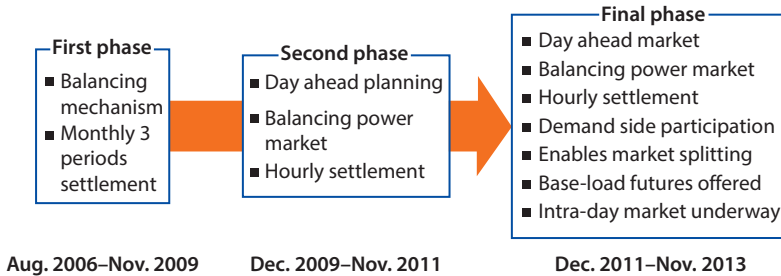 First phase
■ Balancing
mechanism
■ Monthly 3
periods
settlement
Aug. 2006–Nov. 2009
Second phase
■ Day ahead planning
■ Balancing power
market
■ Hourly settlement
Dec. 2009–Nov. 2011
Final phase
■ Day ahead market
■ Balancing power market
■ Hourly settlement
■ Demand side participation
■ Enables market splitting
■ Base-load futures offered
■ Intra-day market underway
Dec. 2011–Nov. 2013